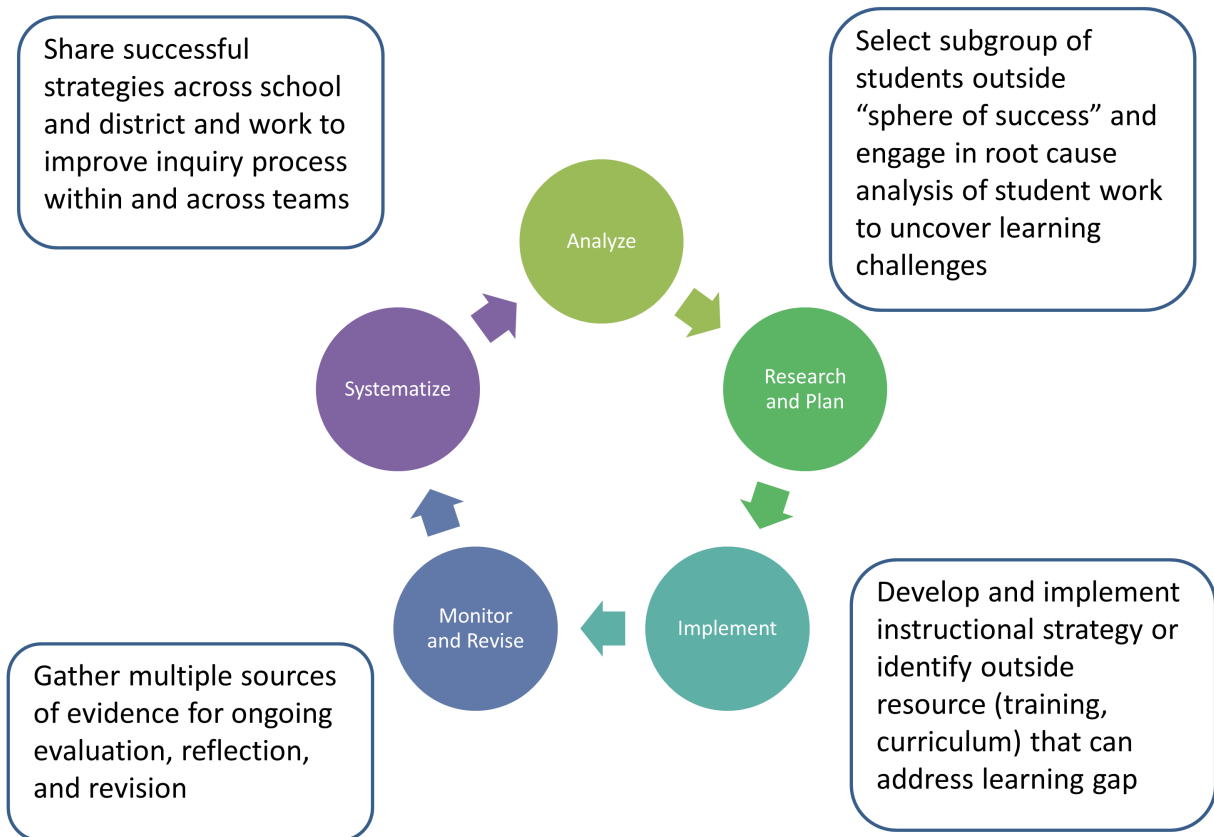 Share successful
strategies across school
and district and work to
improve inquiry process
within and across teams
Select subgroup of
students outside
“sphere of success” and
engage in root cause
analysis of student work
to uncover learning
challenges
Analyze
Research
and Plan
Implement
Monitor
and Revise
Systematize
Develop and implement
instructional strategy or
identify outside
resource (training,
curriculum) that can
address learning gap
Gather multiple sources
of evidence for ongoing
evaluation, reflection,
and revision